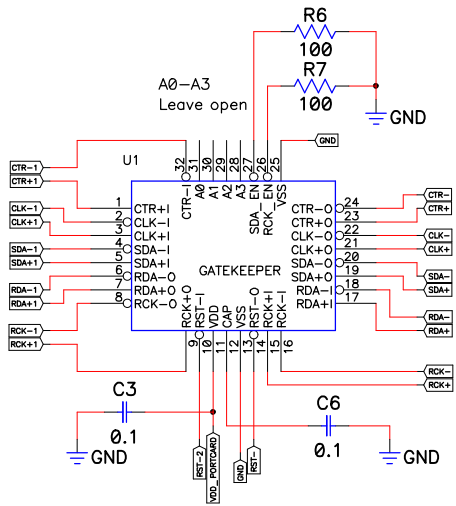 R6
100
R7
100
GND
A0-A3
Leave open
U1
GND
32
31
30
29
28
27
26
25
CTR-I
A0
A1
A2
A3
SDA_EN
RCK_EN
VSS
CTR-1
CTR+1
CLK-1
CLK+1
SDA-1
SDA+1
RDA-1
RDA+1
RCK-1
RCK+1
1 CTR+I
2 CLK-I
3 CLK+I
4 SDA-I
5 SDA+I
6 RDA-O
7 RDA+O
8 RCK-O
GATEKEEPER
CTR-O 24
CTR+O 23
CLK-O 22
CLK+O 21
SDA-O 20
SDA+O 19
RDA-I 18
RDA+I 17
CTR-
CTR+
CLK-
CLK+
SDA-
SDA+
RDA-
RDA+
RCK-
RCK+
RCK+O
RST-I
VDD
CAP
VSS
RST-O
RCK+I
RCK-I
9
10
11
12
13
14
15
16
C3
0.1
GND
C6
0.1
GND
RST-2
VDD_PORTCARD
GND
RST-